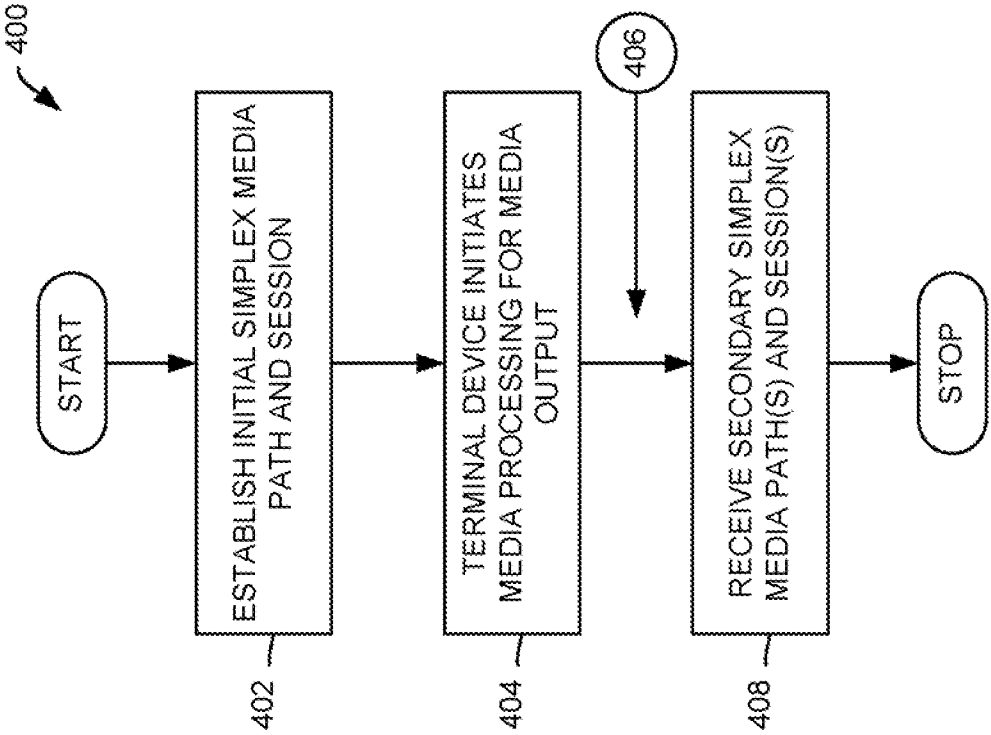 400
START
402
ESTABLISH INITIAL SIMPLEX MEDIA
PATH AND SESSION
404
TERMINAL DEVICE INITIATES
MEDIA PROCESSING FOR MEDIA
OUTPUT
406
408
RECEIVE SECONDARY SIMPLEX
MEDIA PATH(S) AND SESSION(S)
STOP